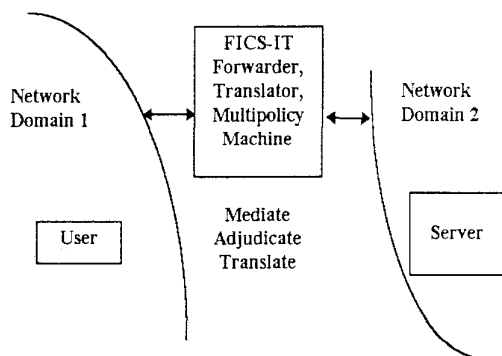 FICS-IT
Forwarder,
Translator,
Multipolicy
Machine
Network
Domain 1
Network
Domain 2
User
Mediate
Adjudicate
Translate
Server